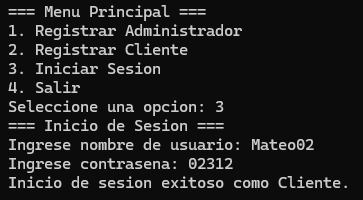 === Menu Principal ===
1. Registrar Administrador
2. Registrar Cliente
3. Iniciar Sesion
4. Salir
Seleccione una opcion: 3
=== Inicio de Sesion ===
Ingrese nombre de usuario: Mateo02
Ingrese contrasena: 02312
Inicio de sesion exitoso como Cliente.